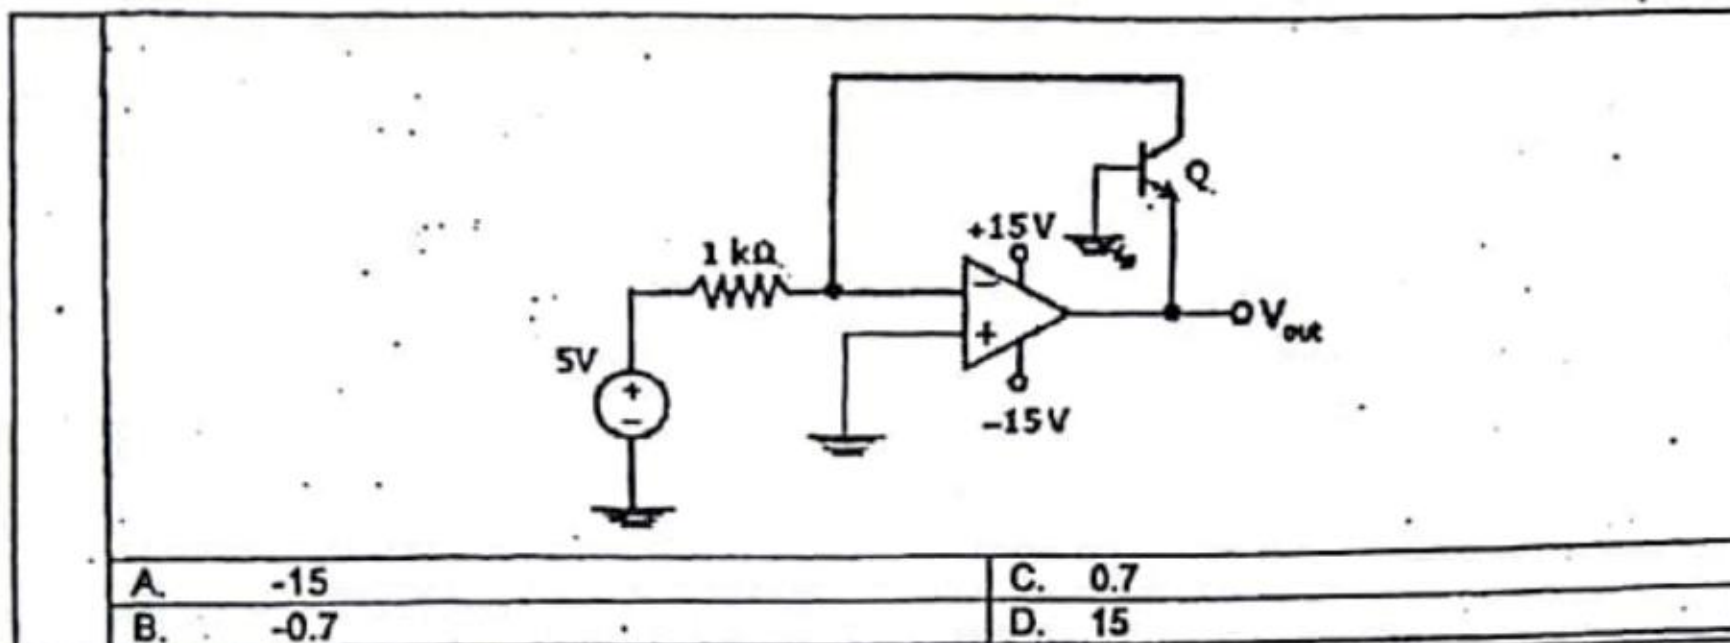 Q
+15V
1 kΩ
−
+
Vout
5V
+
−
−15V
A. -15
C. 0.7
B. -0.7
D. 15